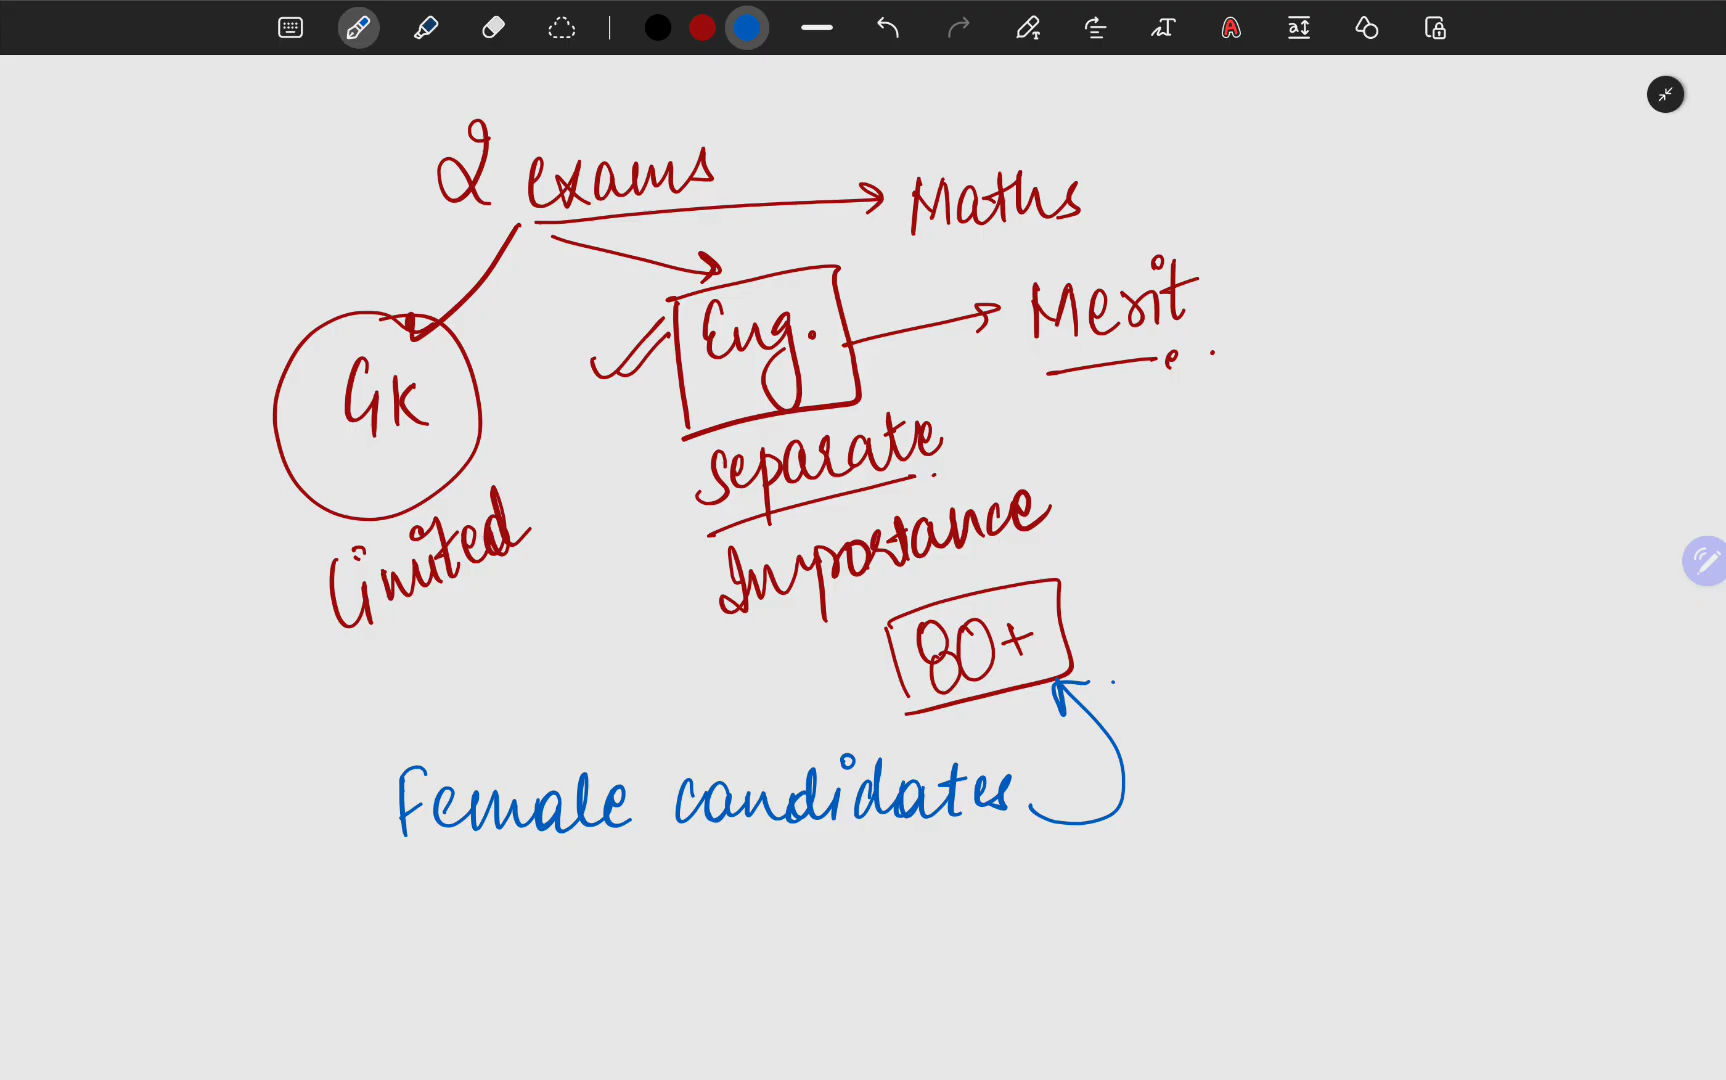 2 exams
Maths
Eng.
Merit
GK
separate
Limited
Importance
80+
Female candidates